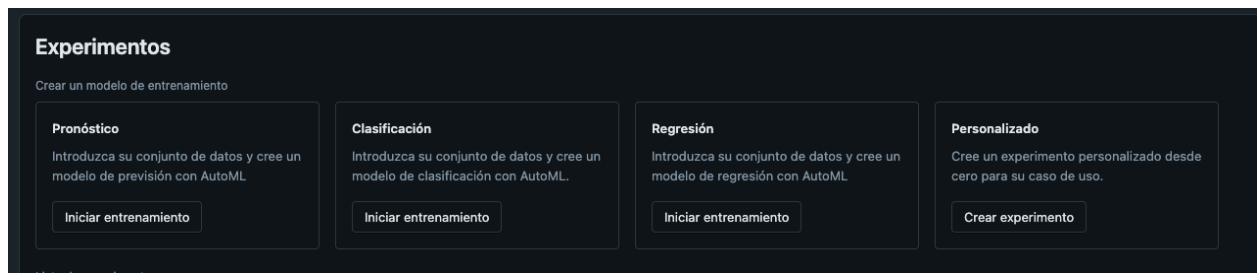 Experimentos
Crear un modelo de entrenamiento
Pronóstico
Introduzca su conjunto de datos y cree un
modelo de previsión con AutoML
Iniciar entrenamiento
Clasificación
Introduzca su conjunto de datos y cree un
modelo de clasificación con AutoML.
Iniciar entrenamiento
Regresión
Introduzca su conjunto de datos y cree un
modelo de regresión con AutoML
Iniciar entrenamiento
Personalizado
Cree un experimento personalizado desde
cero para su caso de uso.
Crear experimento